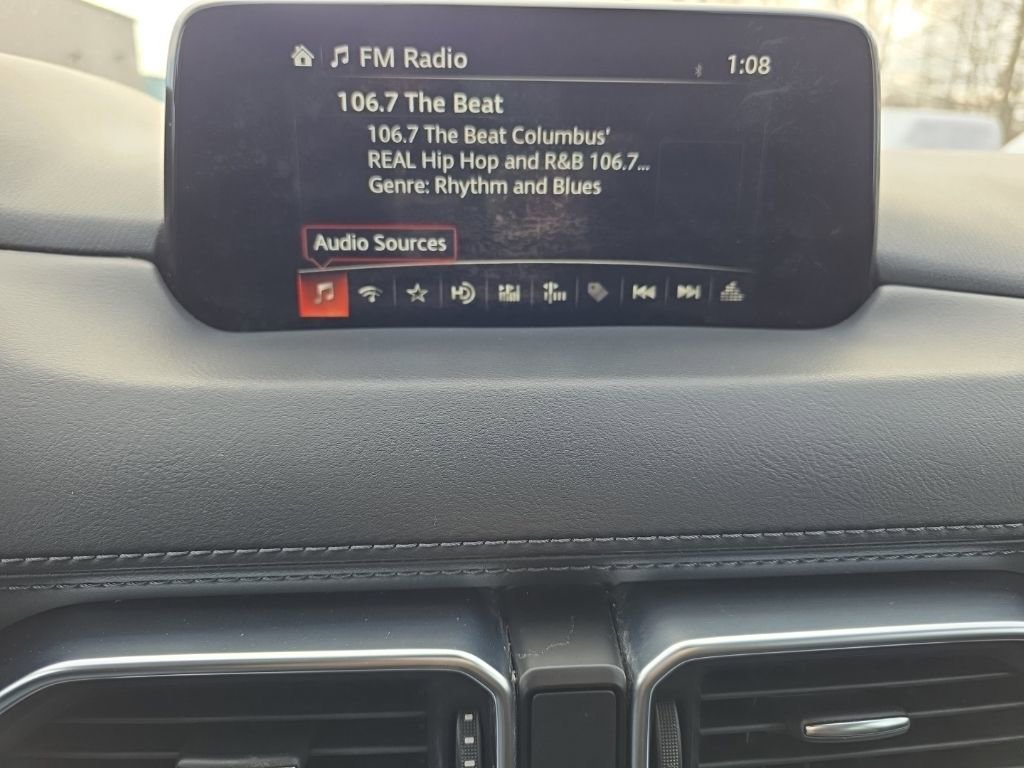 FM Radio
1:08
106.7 The Beat
106.7 The Beat Columbus'
REAL Hip Hop and R&B 106.7...
Genre: Rhythm and Blues
Audio Sources
HD